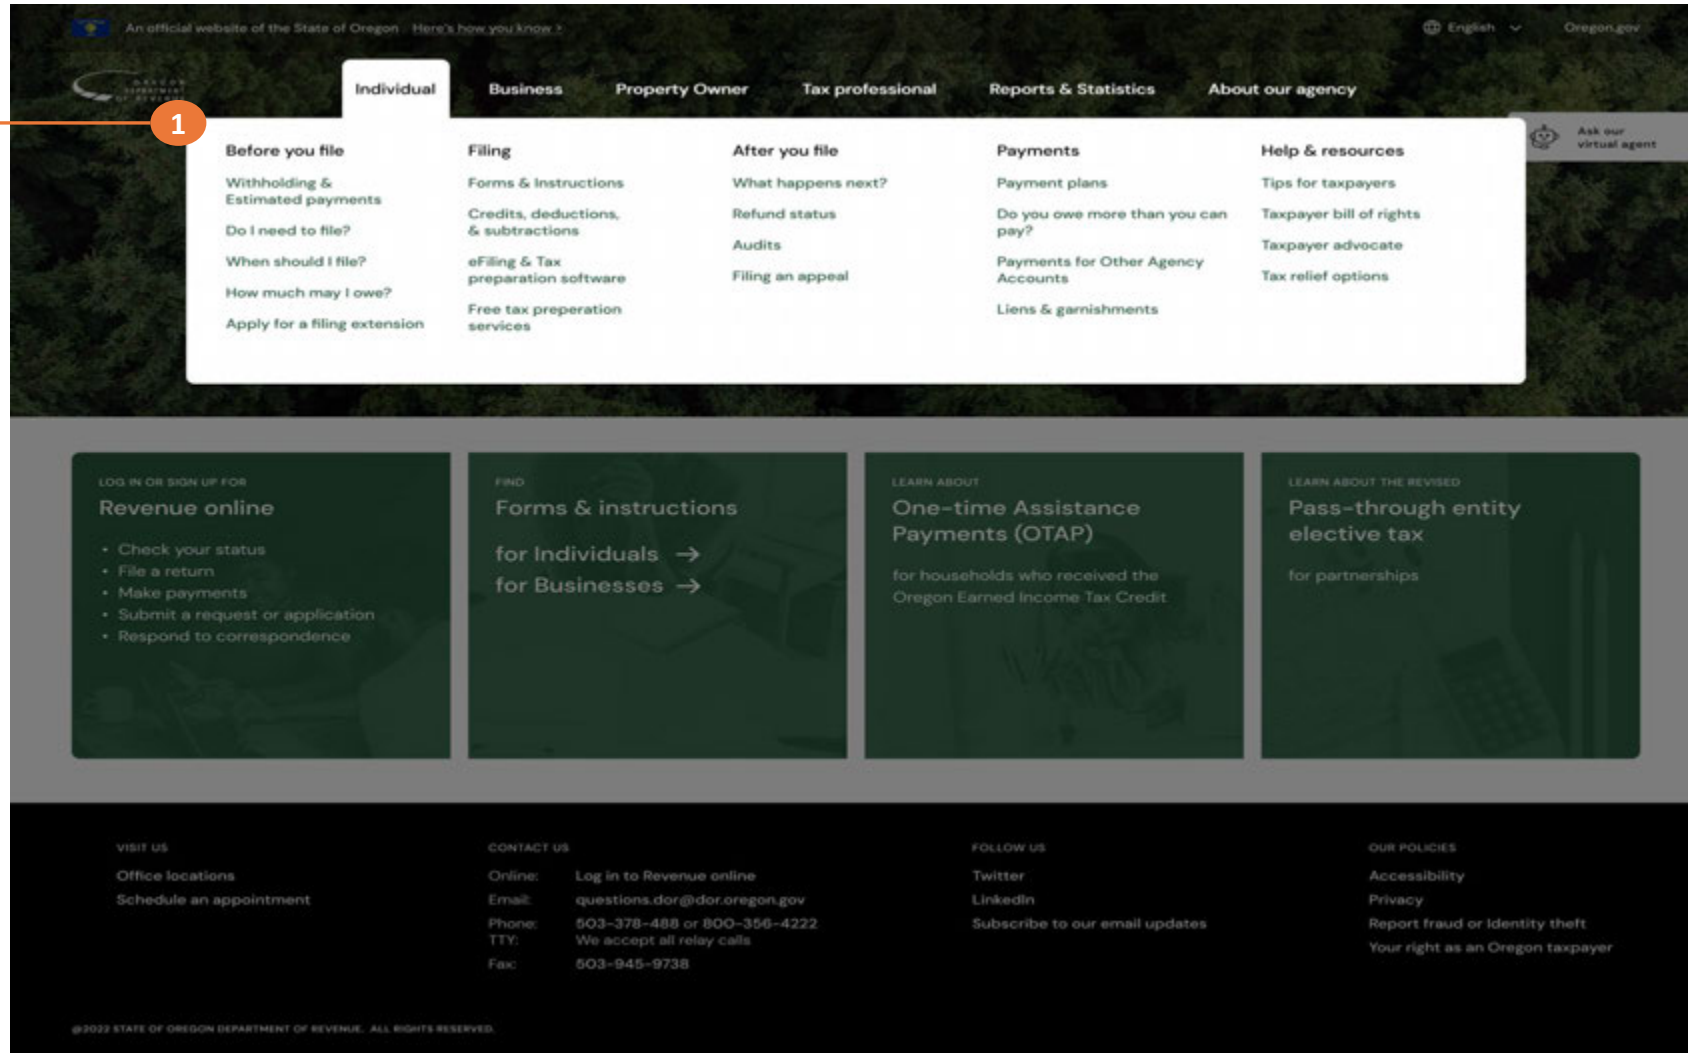 An official website of the State of Oregon Here's how you know >
English
Oregon.gov
OREGON
DEPARTMENT
OF REVENUE
Individual
Business
Property Owner
Tax professional
Reports & Statistics
About our agency
1
Ask our
virtual agent
Before you file
Withholding &
Estimated payments
Do I need to file?
When should I file?
How much may I owe?
Apply for a filing extension
Filing
Forms & Instructions
Credits, deductions,
& subtractions
eFiling & Tax
preparation software
Free tax preperation
services
After you file
What happens next?
Refund status
Audits
Filing an appeal
Payments
Payment plans
Do you owe more than you can
pay?
Payments for Other Agency
Accounts
Liens & garnishments
Help & resources
Tips for taxpayers
Taxpayer bill of rights
Taxpayer advocate
Tax relief options
LOG IN OR SIGN UP FOR
Revenue online
• Check your status
• File a return
• Make payments
• Submit a request or application
• Respond to correspondence
FIND
Forms & instructions
for Individuals →
for Businesses →
LEARN ABOUT
One-time Assistance
Payments (OTAP)
for households who received the
Oregon Earned Income Tax Credit
LEARN ABOUT THE REVISED
Pass-through entity
elective tax
for partnerships
VISIT US
Office locations
Schedule an appointment
CONTACT US
Online: Log in to Revenue online
Email: questions.dor@dor.oregon.gov
Phone: 503-378-488 or 800-356-4222
TTY: We accept all relay calls
Fax: 503-945-9738
FOLLOW US
Twitter
LinkedIn
Subscribe to our email updates
OUR POLICIES
Accessibility
Privacy
Report fraud or Identity theft
Your right as an Oregon taxpayer
@2022 STATE OF OREGON DEPARTMENT OF REVENUE. ALL RIGHTS RESERVED.